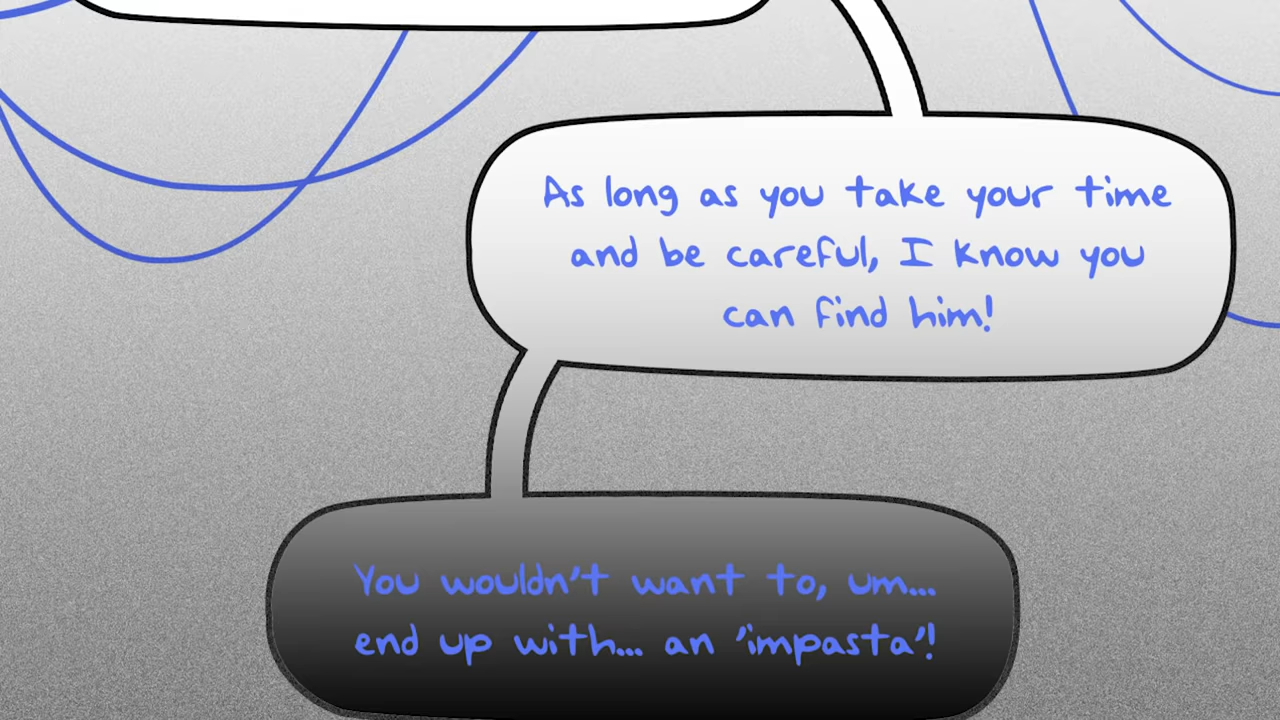 As long as you take your time
and be careful, I know you
can find him!
You wouldn't want to, um...
end up with... an 'impasta'!